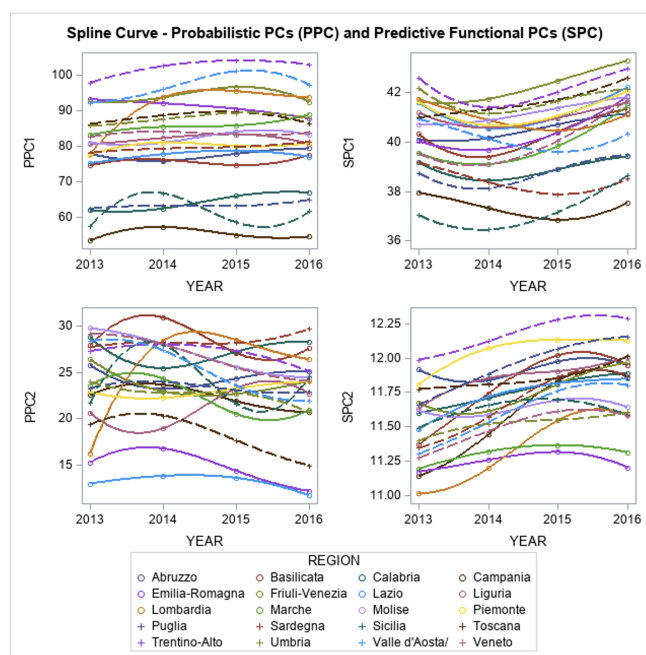 Spline Curve - Probabilistic PCs (PPC) and Predictive Functional PCs (SPC)
PPC1
100
90
80
70
60
2013 2014 2015 2016
YEAR
SPC1
42
40
38
36
2013 2014 2015 2016
YEAR
PPC2
30
25
20
15
2013 2014 2015 2016
YEAR
SPC2
12.25
12.00
11.75
11.50
11.25
11.00
2013 2014 2015 2016
YEAR
REGION
Abruzzo Basilicata Calabria Campania
Emilia-Romagna Friuli-Venezia Lazio Liguria
Lombardia Marche Molise Piemonte
Puglia Sardegna Sicilia Toscana
Trentino-Alto Umbria Valle d'Aosta/ Veneto